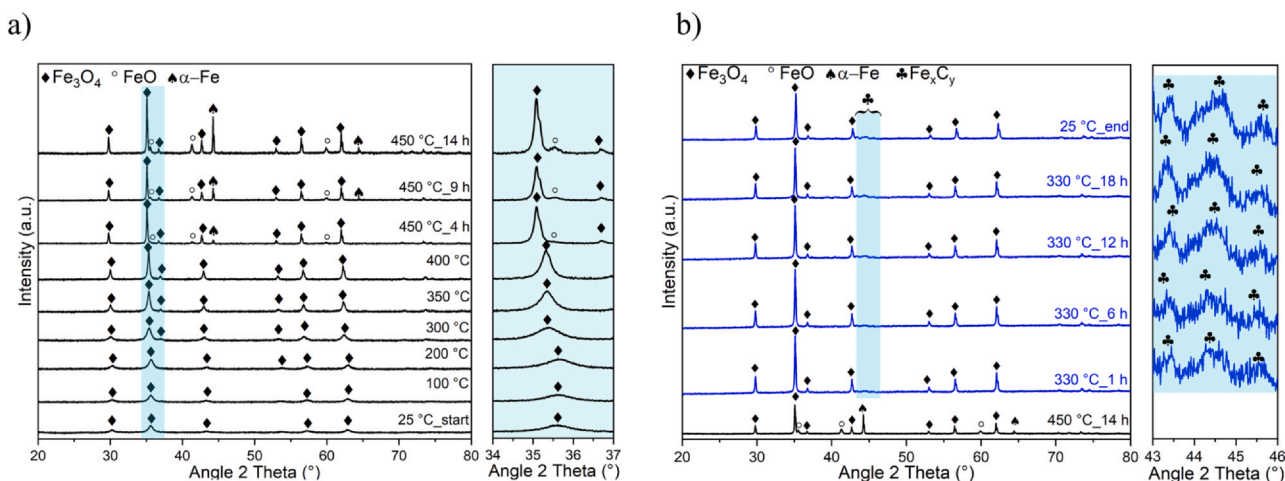 a)
♦ Fe₃O₄ ○ FeO ♠ α–Fe
450 °C_14 h
450 °C_9 h
450 °C_4 h
400 °C
350 °C
300 °C
200 °C
100 °C
25 °C_start
Intensity (a.u.)
20 30 40 50 60 70 80
Angle 2 Theta (°)
34 35 36 37
Angle 2 Theta (°)
b)
♦ Fe₃O₄ ○ FeO ♠ α–Fe ♣ FeₓCᵧ
25 °C_end
330 °C_18 h
330 °C_12 h
330 °C_6 h
330 °C_1 h
450 °C_14 h
Intensity (a.u.)
20 30 40 50 60 70 80
Angle 2 Theta (°)
43 44 45 46
Angle 2 Theta (°)